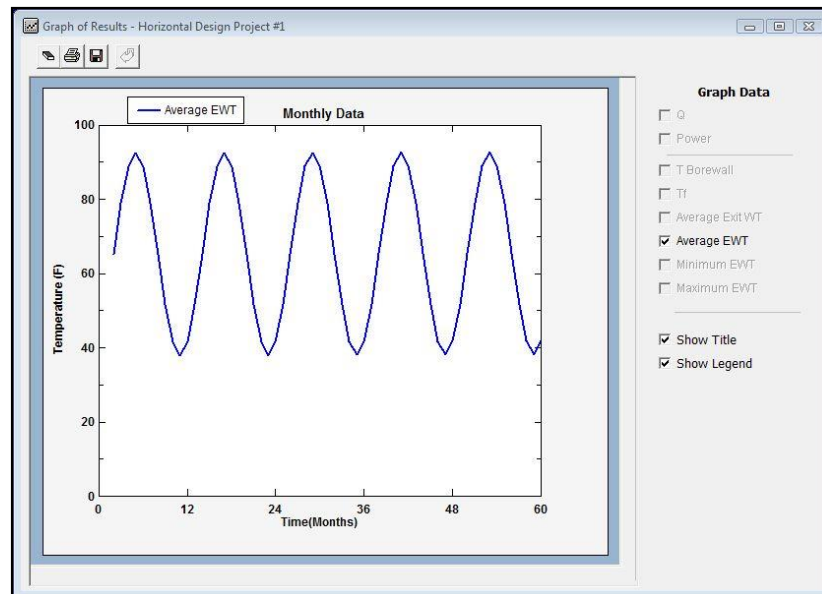 Graph of Results - Horizontal Design Project #1
Average EWT
Monthly Data
100
80
60
40
20
0
Temperature (F)
0 12 24 36 48 60
Time(Months)
Graph Data
Q
Power
T Borewall
Tf
Average Exit WT
Average EWT
Minimum EWT
Maximum EWT
Show Title
Show Legend